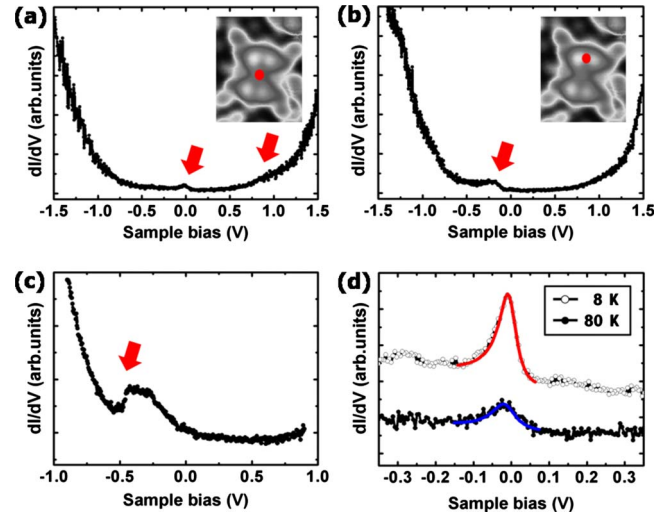 (a)
dI/dV (arb.units)
-1.5 -1.0 -0.5 0.0 0.5 1.0 1.5
Sample bias (V)
(b)
dI/dV (arb.units)
-1.5 -1.0 -0.5 0.0 0.5 1.0 1.5
Sample bias (V)
(c)
dI/dV (arb.units)
-1.0 -0.5 0.0 0.5 1.0
Sample bias (V)
(d)
8 K
80 K
dI/dV (arb.units)
-0.3 -0.2 -0.1 0.0 0.1 0.2 0.3
Sample bias (V)